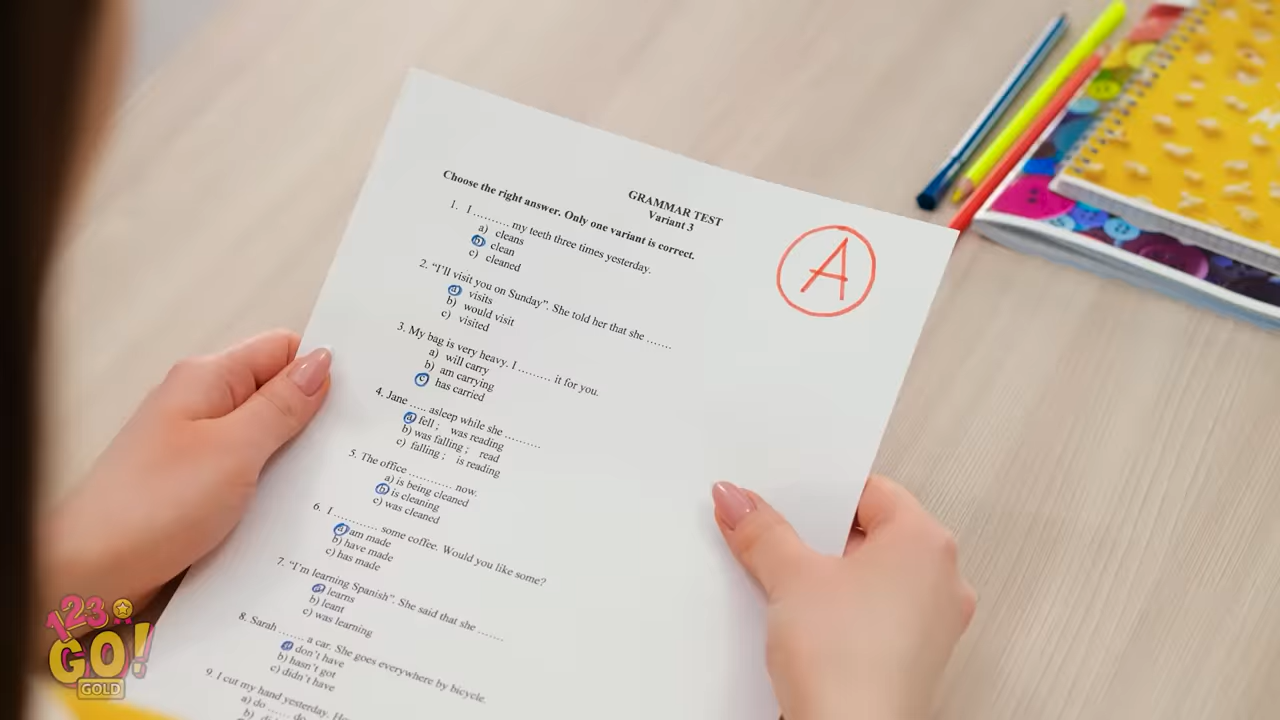 GRAMMAR TEST
Variant 3
Choose the right answer. Only one variant is correct.
1. I .......... my teeth three times yesterday.
a) cleans
b) clean
c) cleaned
2. “I’ll visit you on Sunday”. She told her that she .......
a) visits
b) would visit
c) visited
3. My bag is very heavy. I ......... it for you.
a) will carry
b) am carrying
c) has carried
4. Jane ..... asleep while she ..........
a) fell ; was reading
b) was falling ; read
c) falling ; is reading
5. The office ............ now.
a) is being cleaned
b) is cleaning
c) was cleaned
6. I ............ some coffee. Would you like some?
a) am made
b) have made
c) has made
7. “I’m learning Spanish”. She said that she .......
a) learns
b) leant
c) was learning
8. Sarah ....... a car. She goes everywhere by bicycle.
a) don’t have
b) hasn’t got
c) didn’t have
9. I cut my hand yesterday.
a) do ......
A
123
GO!
GOLD